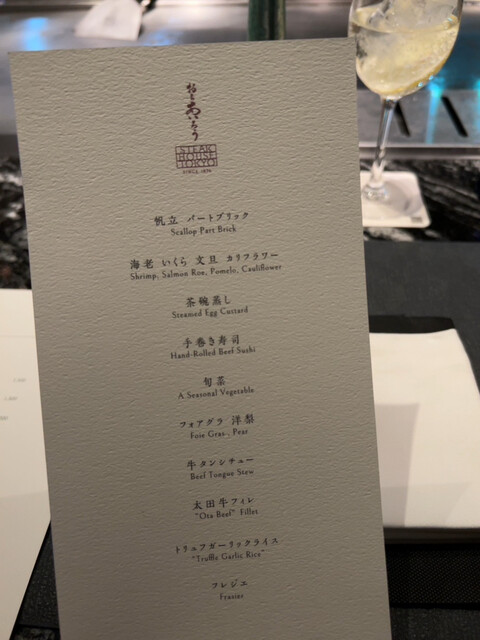 STEAK
HOUSE
TOKYO
帆立 パートブリック
Scallop Part Brick
海老 いくら 文旦 カリフラワー
Shrimp, Salmon Roe, Pomelo, Cauliflower
茶碗蒸し
Steamed Egg Custard
手巻き寿司
Hand-Rolled Beef Sushi
旬菜
A Seasonal Vegetable
フォアグラ 洋梨
Foie Gras , Pear
牛タンシチュー
Beef Tongue Stew
太田牛フィレ
"Ota Beef" Fillet
トリュフガーリックライス
"Truffle Garlic Rice"
フレジエ
Frasier